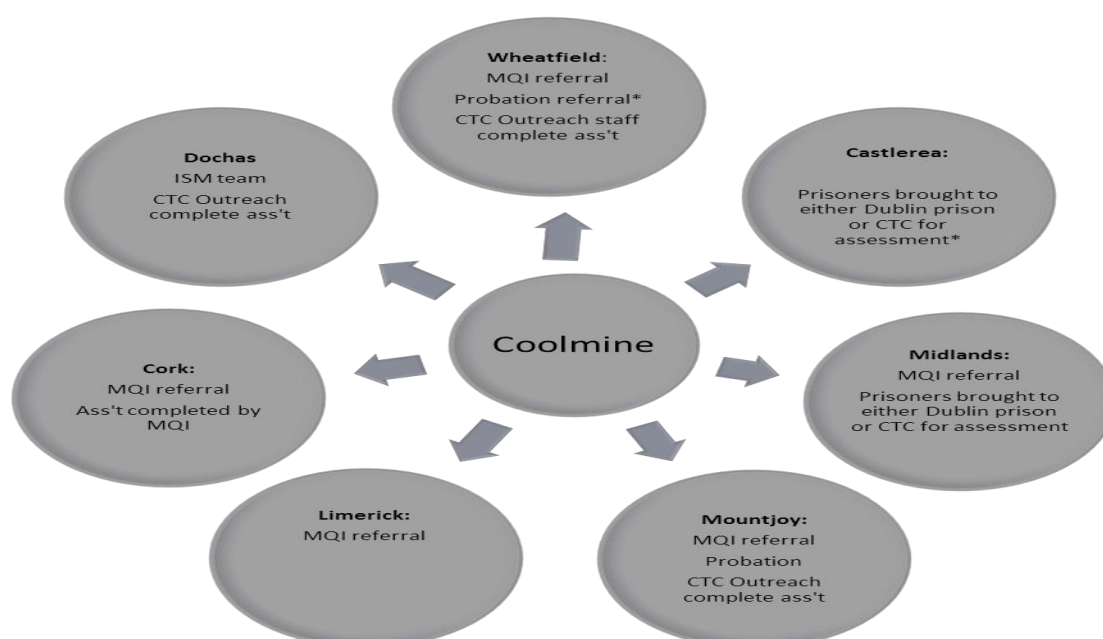 Wheatfield:
MQI referral
Probation referral*
CTC Outreach staff
complete ass't
Dochas
ISM team
CTC Outreach
complete ass't
Castlerea:
Prisoners brought to
either Dublin prison
or CTC for
assessment*
Coolmine
Cork:
MQI referral
Ass't completed by
MQI
Midlands:
MQI referral
Prisoners brought to
either Dublin prison
or CTC for assessment
Limerick:
MQI referral
Mountjoy:
MQI referral
Probation
CTC Outreach
complete ass't